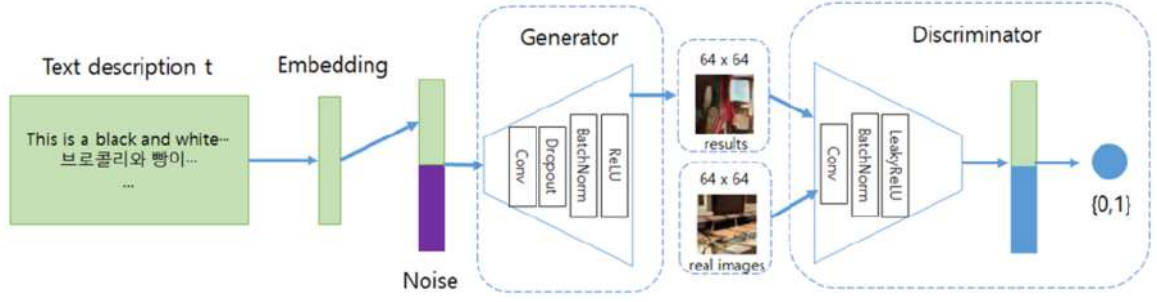 Text description t
This is a black and white…
브로콜리와 빵이…
…
Embedding
Noise
Generator
Conv
Dropout
BatchNorm
ReLU
64 x 64
results
64 x 64
real images
Discriminator
Conv
BatchNorm
LeakyReLU
{0,1}